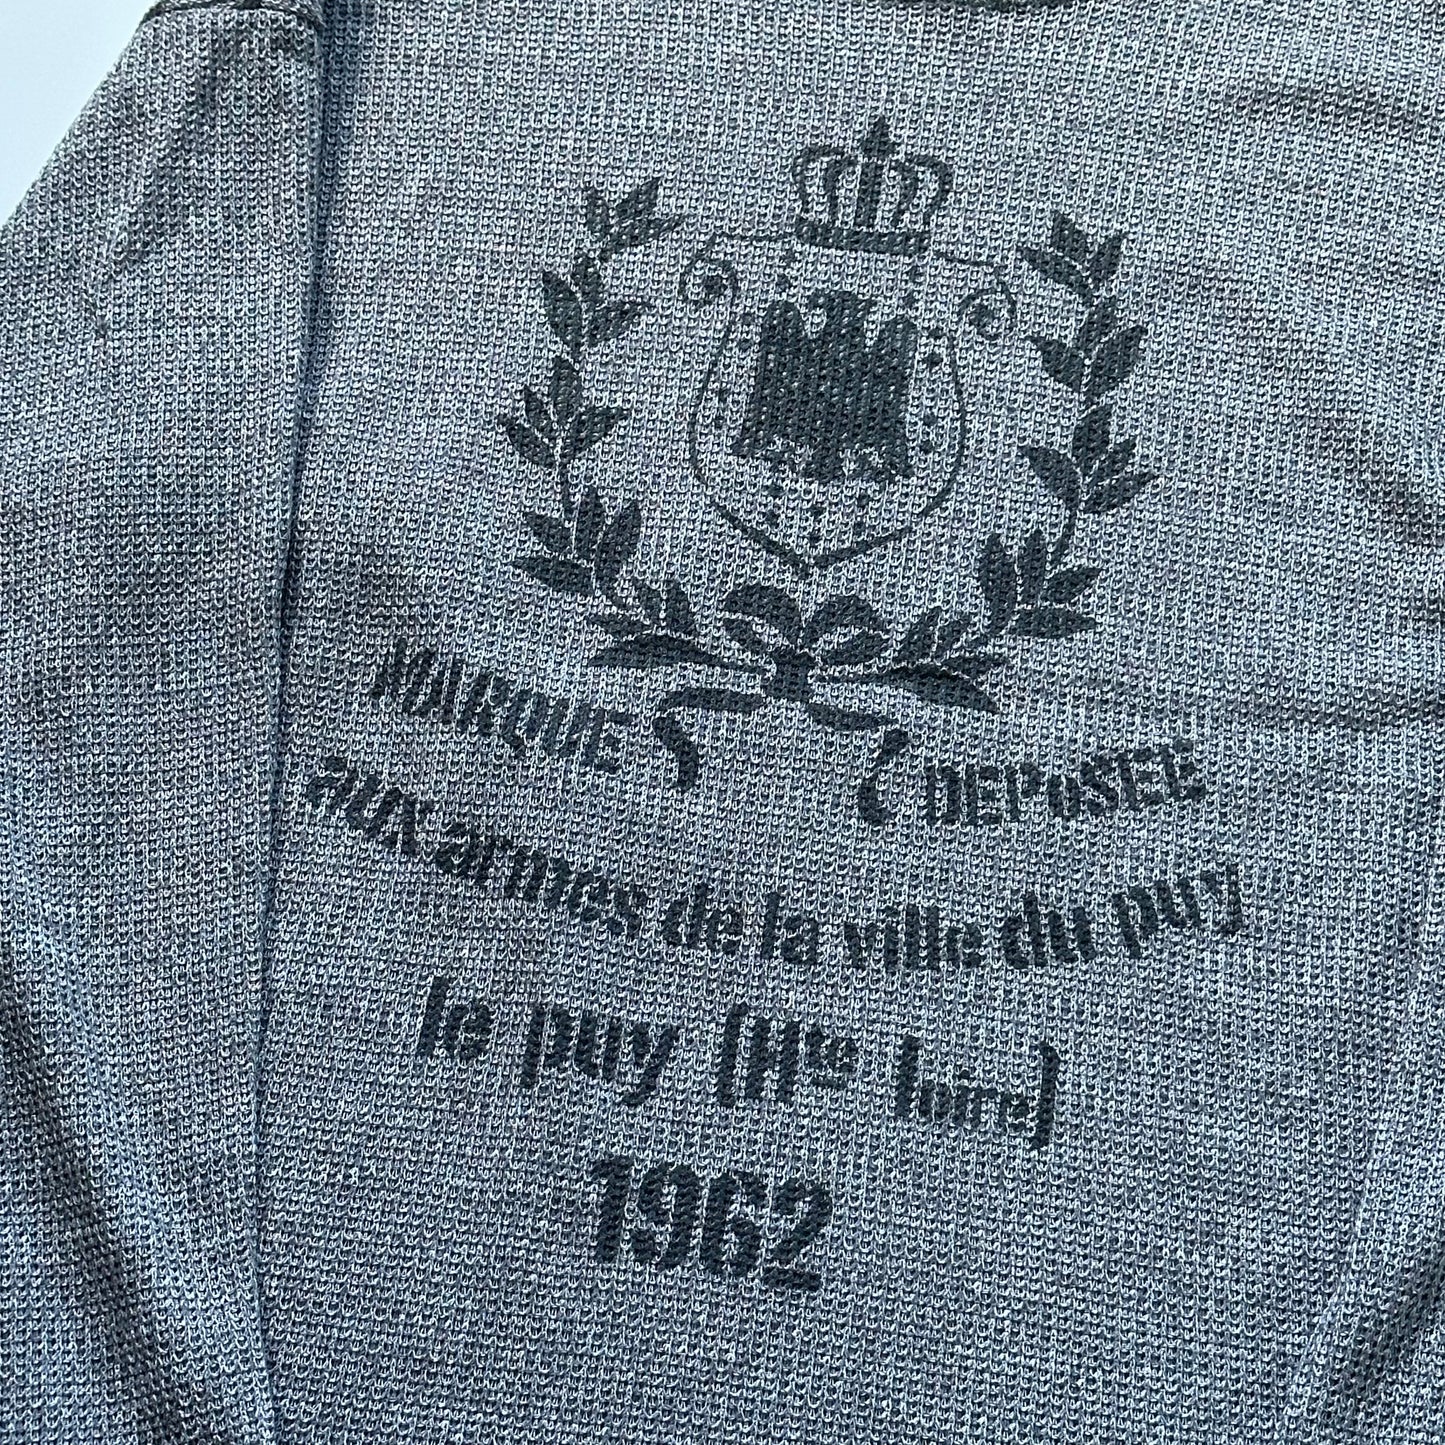 MARQUE DEPOSEE
aux armes de la ville du puy
le puy (Hte loire)
1962